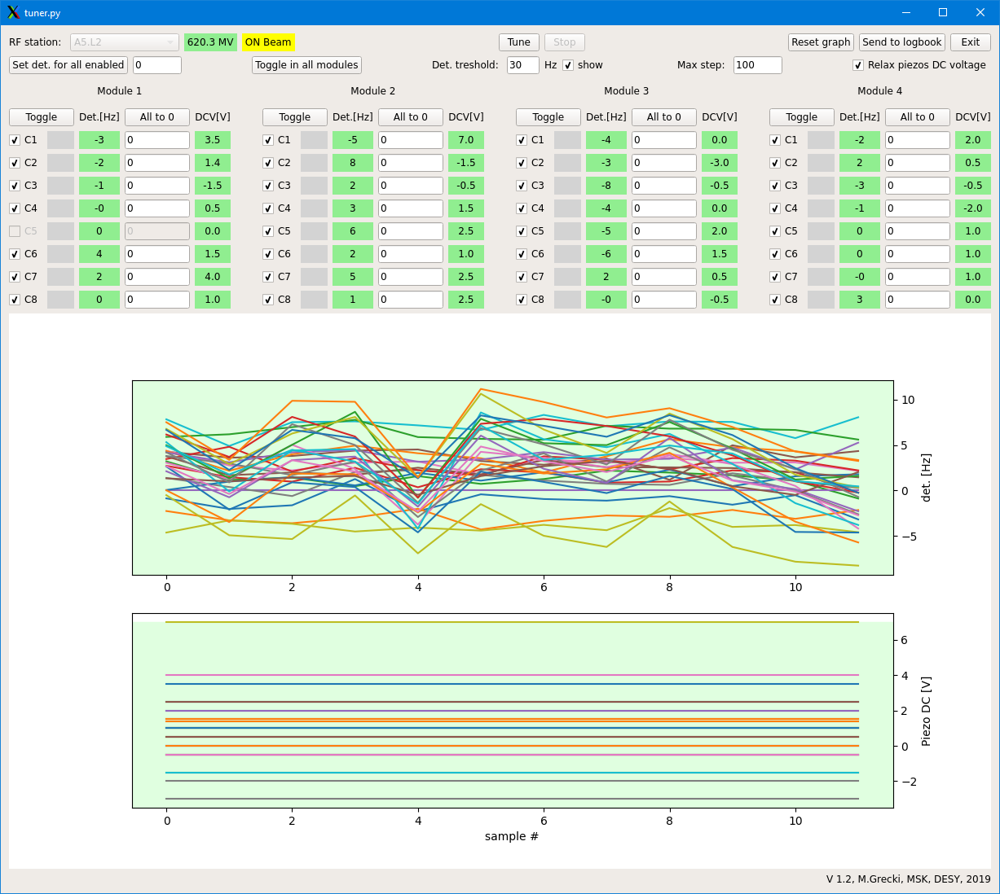 tuner.py
RF station: A5.L2 620.3 MV ON Beam Tune Stop Reset graph Send to logbook Exit
Set det. for all enabled 0 Toggle in all modules Det. treshold: 30 Hz show Max step: 100 Relax piezos DC voltage
Module 1 Module 2 Module 3 Module 4
Toggle Det.[Hz] All to 0 DCV[V] Toggle Det.[Hz] All to 0 DCV[V] Toggle Det.[Hz] All to 0 DCV[V] Toggle Det.[Hz] All to 0 DCV[V]
C1 -3 0 3.5 C1 -5 0 7.0 C1 -4 0 0.0 C1 -2 0 2.0
C2 -2 0 1.4 C2 8 0 -1.5 C2 -3 0 -3.0 C2 2 0 0.5
C3 -1 0 -1.5 C3 2 0 -0.5 C3 -8 0 -0.5 C3 -3 0 -0.5
C4 -0 0 0.5 C4 3 0 1.5 C4 -4 0 0.0 C4 -1 0 -2.0
C5 0 0 0.0 C5 6 0 2.5 C5 -5 0 2.0 C5 0 0 1.0
C6 4 0 1.5 C6 2 0 1.0 C6 -6 0 1.5 C6 0 0 1.0
C7 2 0 4.0 C7 5 0 2.5 C7 2 0 0.5 C7 -0 0 1.0
C8 0 0 1.0 C8 1 0 2.5 C8 -0 0 -0.5 C8 3 0 0.0
10
5
0
−5
det. [Hz]
0 2 4 6 8 10
6
4
2
0
−2
Piezo DC [V]
0 2 4 6 8 10
sample #
V 1.2, M.Grecki, MSK, DESY, 2019